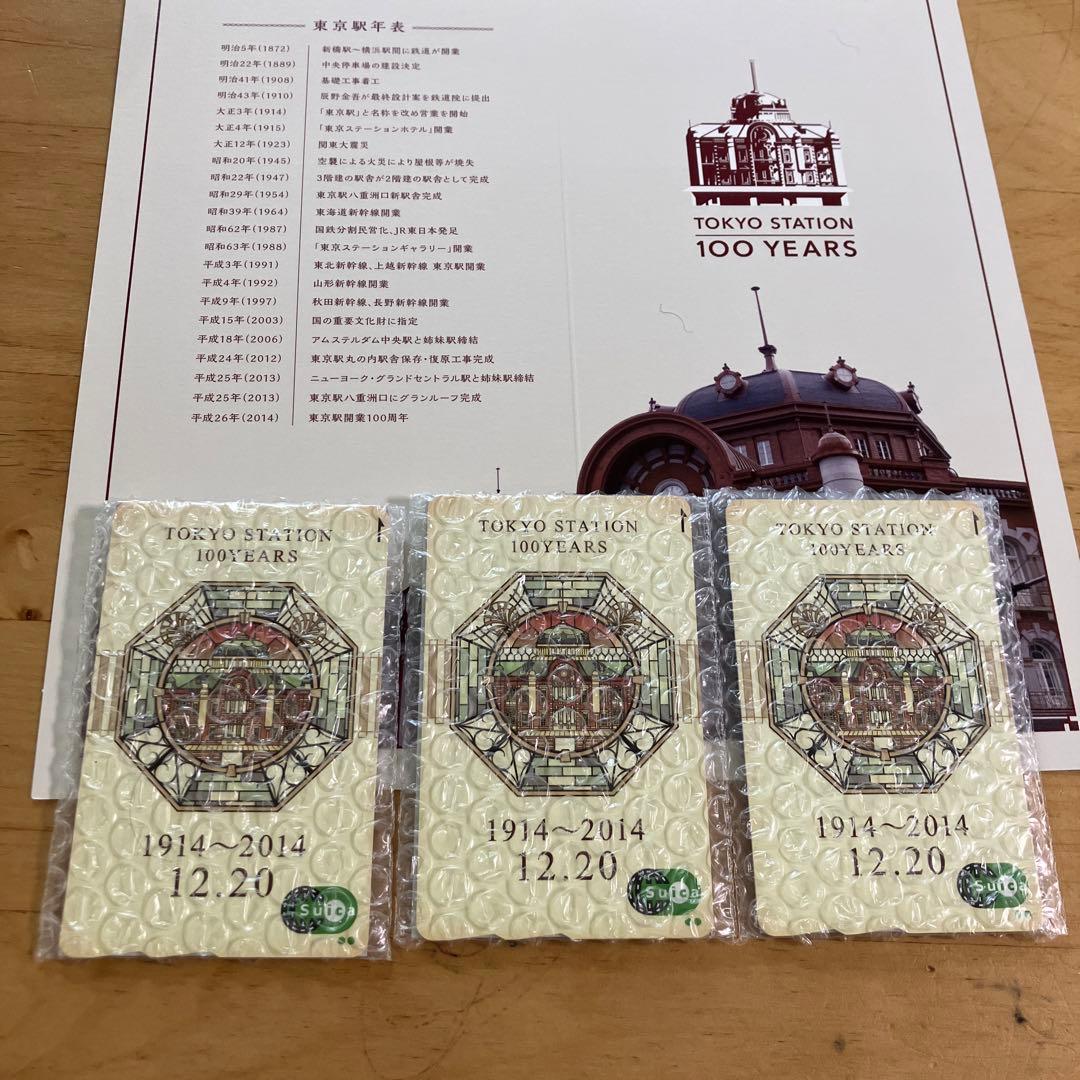 東京駅年表
明治5年(1872) 新橋駅〜横浜駅間に鉄道が開業
明治22年(1889) 中央停車場の建設決定
明治41年(1908) 基礎工事着工
明治43年(1910) 辰野金吾が最終設計案を鉄道院に提出
大正3年(1914) 「東京駅」と名称を改め営業を開始
大正4年(1915) 「東京ステーションホテル」開業
大正12年(1923) 関東大震災
昭和20年(1945) 空襲による火災により屋根等が焼失
昭和22年(1947) 3階建の駅舎が2階建の駅舎として完成
昭和29年(1954) 東京駅八重洲口新駅舎完成
昭和39年(1964) 東海道新幹線開業
昭和62年(1987) 国鉄分割民営化、JR東日本発足
昭和63年(1988) 「東京ステーションギャラリー」開業
平成3年(1991) 東北新幹線、上越新幹線 東京駅開業
平成4年(1992) 山形新幹線開業
平成9年(1997) 秋田新幹線、長野新幹線開業
平成15年(2003) 国の重要文化財に指定
平成18年(2006) アムステルダム中央駅と姉妹駅締結
平成24年(2012) 東京駅丸の内駅舎保存・復原工事完成
平成25年(2013) ニューヨーク・グランドセントラル駅と姉妹駅締結
平成25年(2013) 東京駅八重洲口にグランルーフ完成
平成26年(2014) 東京駅開業100周年
TOKYO STATION
100 YEARS
TOKYO STATION
100YEARS
1914〜2014
12.20
Suica
TOKYO STATION
100YEARS
1914〜2014
12.20
Suica
TOKYO STATION
100YEARS
1914〜2014
12.20
Suica